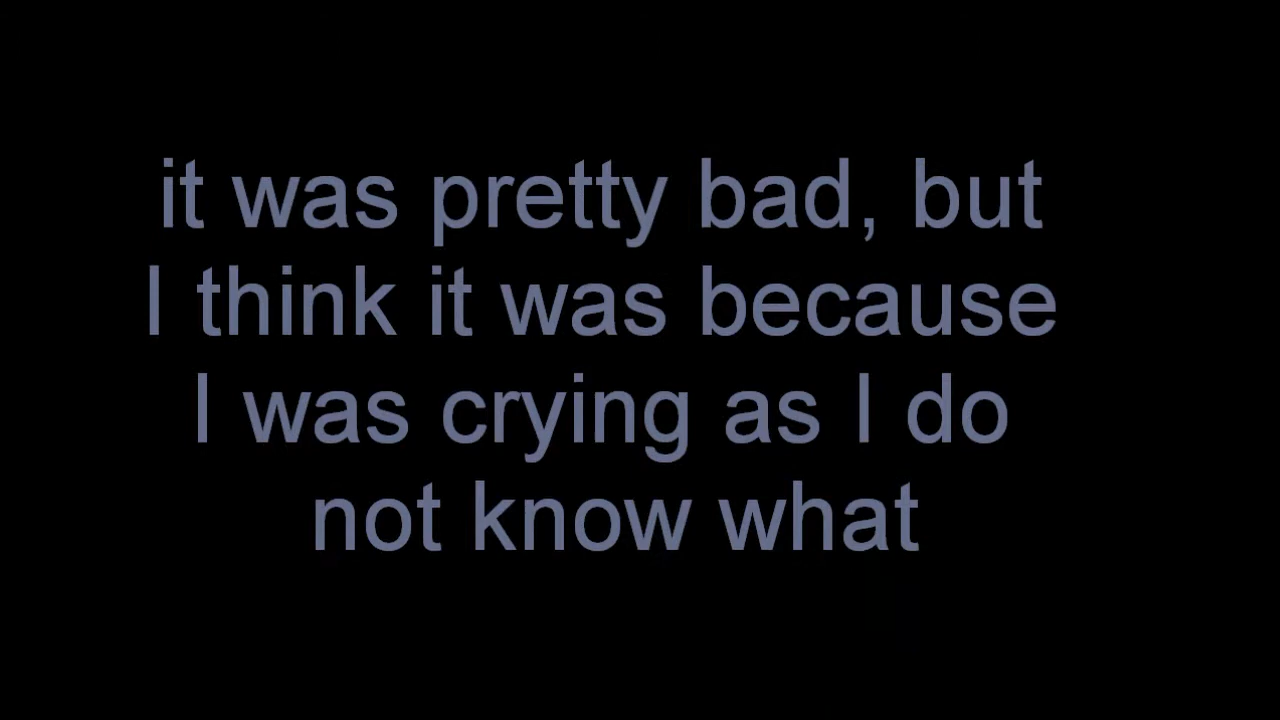 it was pretty bad, but
I think it was because
I was crying as I do
not know what